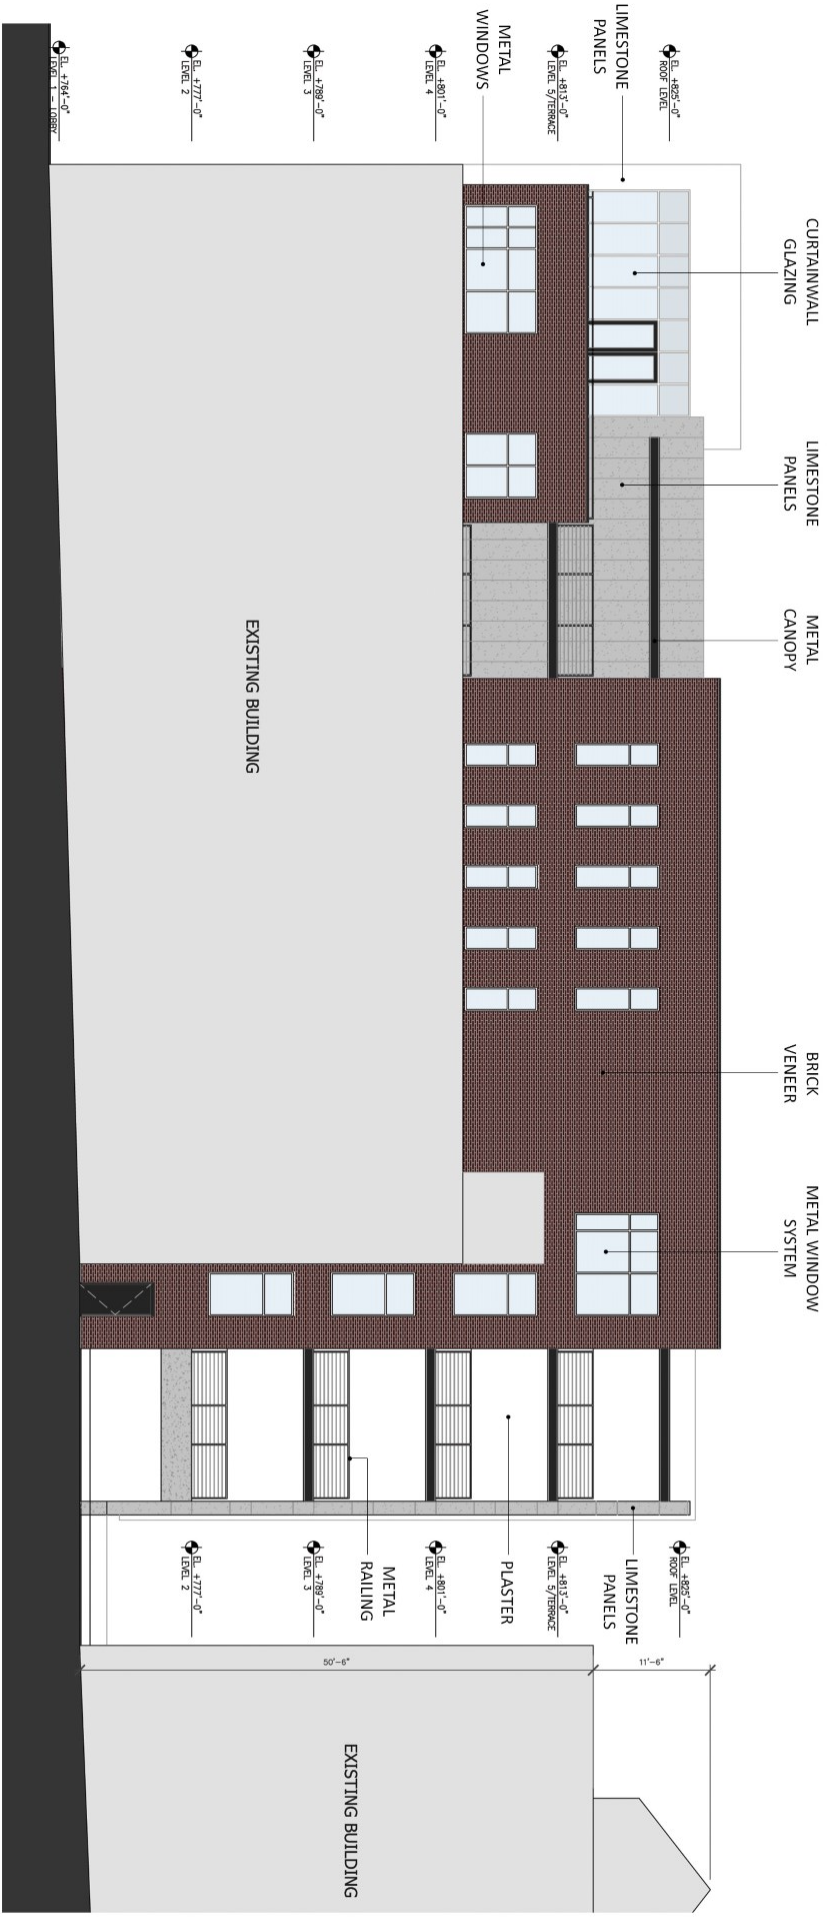 CURTAINWALL
GLAZING
LIMESTONE
PANELS
METAL
CANOPY
BRICK
VENEER
METAL WINDOW
SYSTEM
LIMESTONE
PANELS
METAL
WINDOWS
EL. +825'-0"
ROOF LEVEL
EL. +813'-0"
LEVEL 5/TERRACE
EL. +801'-0"
LEVEL 4
EL. +789'-0"
LEVEL 3
EL. +777'-0"
LEVEL 2
EL. +764'-0"
LEVEL 1 - LOBBY
EXISTING BUILDING
LIMESTONE
PANELS
PLASTER
METAL
RAILING
EL. +825'-0"
ROOF LEVEL
EL. +813'-0"
LEVEL 5/TERRACE
EL. +801'-0"
LEVEL 4
EL. +789'-0"
LEVEL 3
EL. +777'-0"
LEVEL 2
11'-6"
50'-6"
EXISTING BUILDING